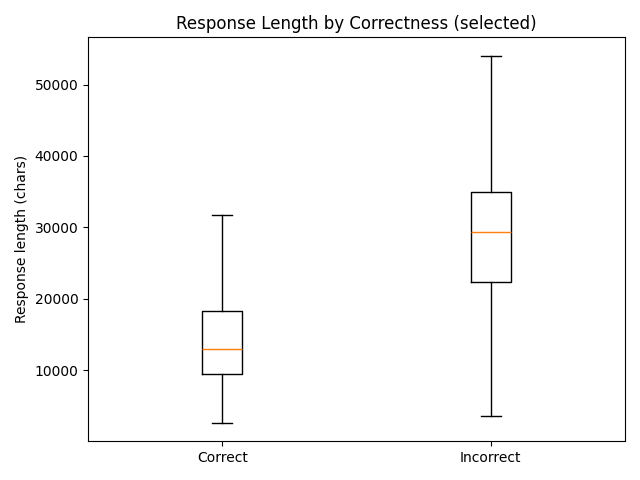 Response Length by Correctness (selected)
Response length (chars)
50000
40000
30000
20000
10000
Correct
Incorrect